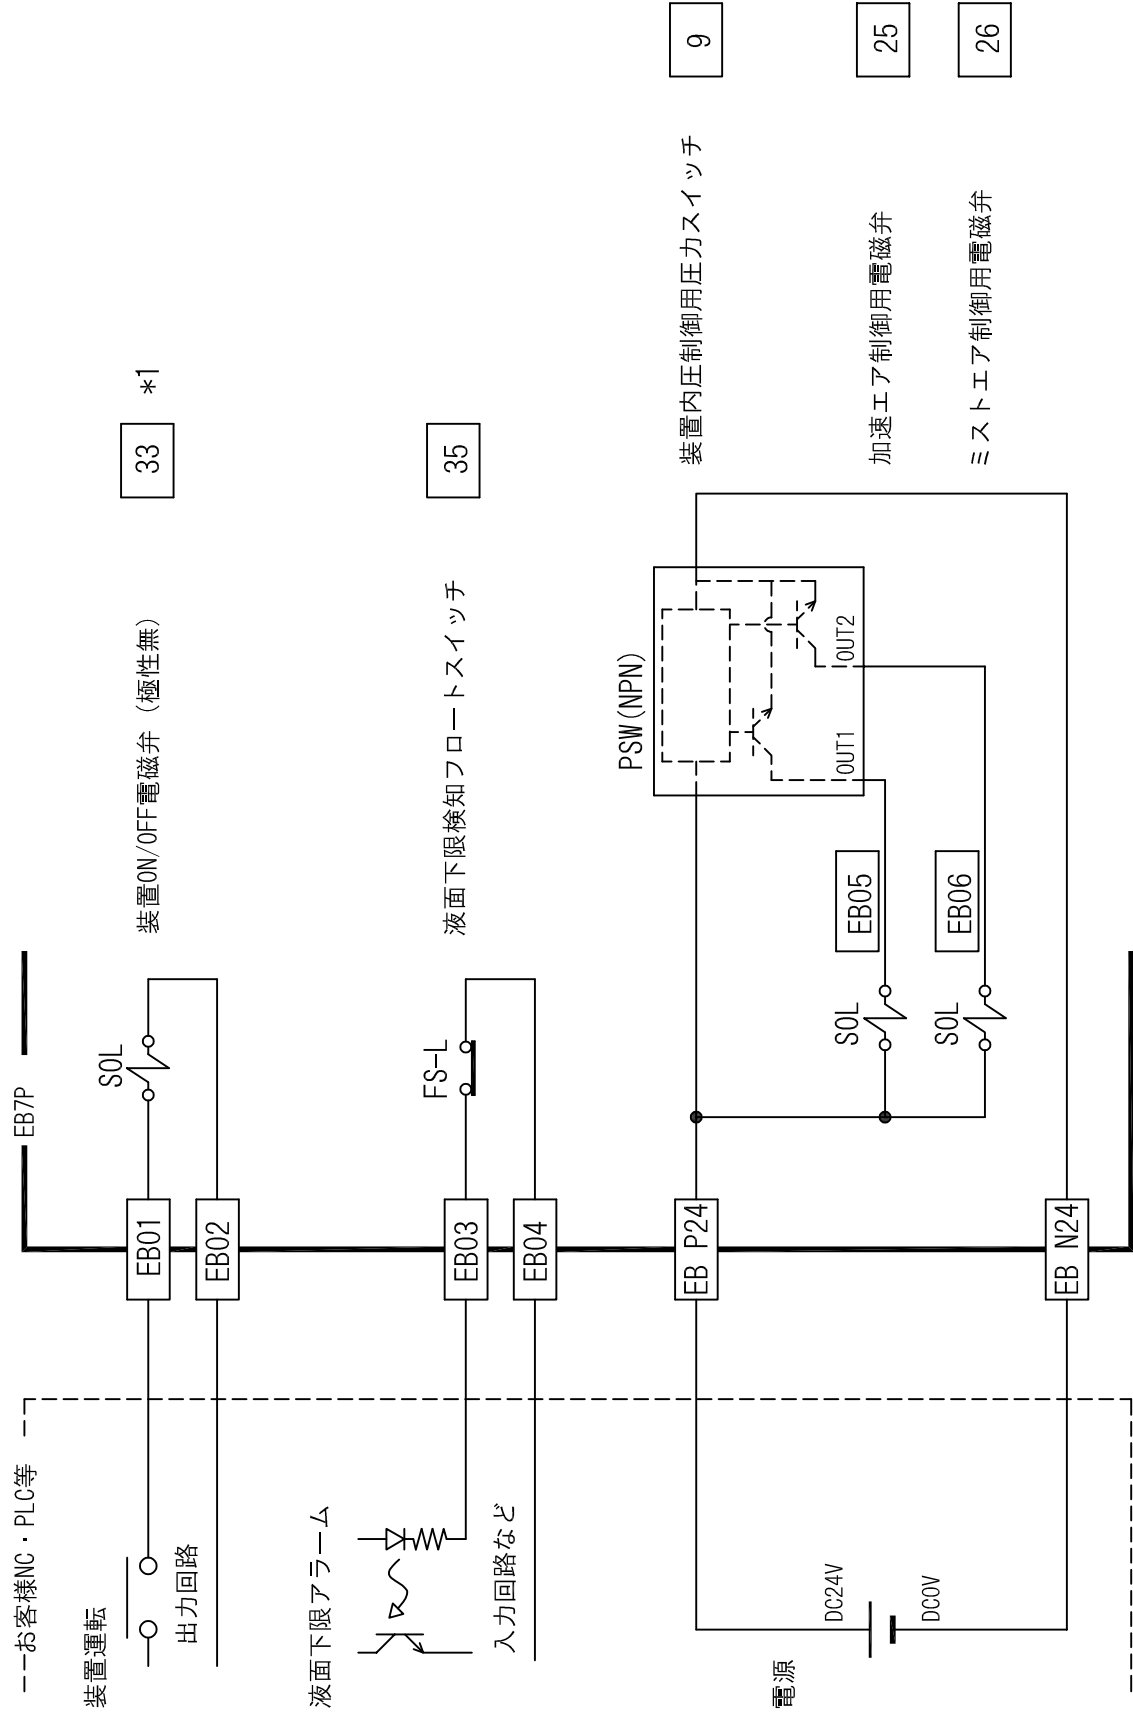 お客様NC・PLC等
EB7P
装置運転
出力回路
EB01
EB02
SOL
装置ON/OFF電磁弁 (極性無)
33
*1
液面下限アラーム
入力回路など
EB03
EB04
FS-L
液面下限検知フロートスイッチ
35
電源
DC24V
DC0V
EB P24
EB N24
PSW(NPN)
OUT1
OUT2
装置内圧制御用圧力スイッチ
9
SOL
EB05
加速エア制御用電磁弁
25
SOL
EB06
ミストエア制御用電磁弁
26